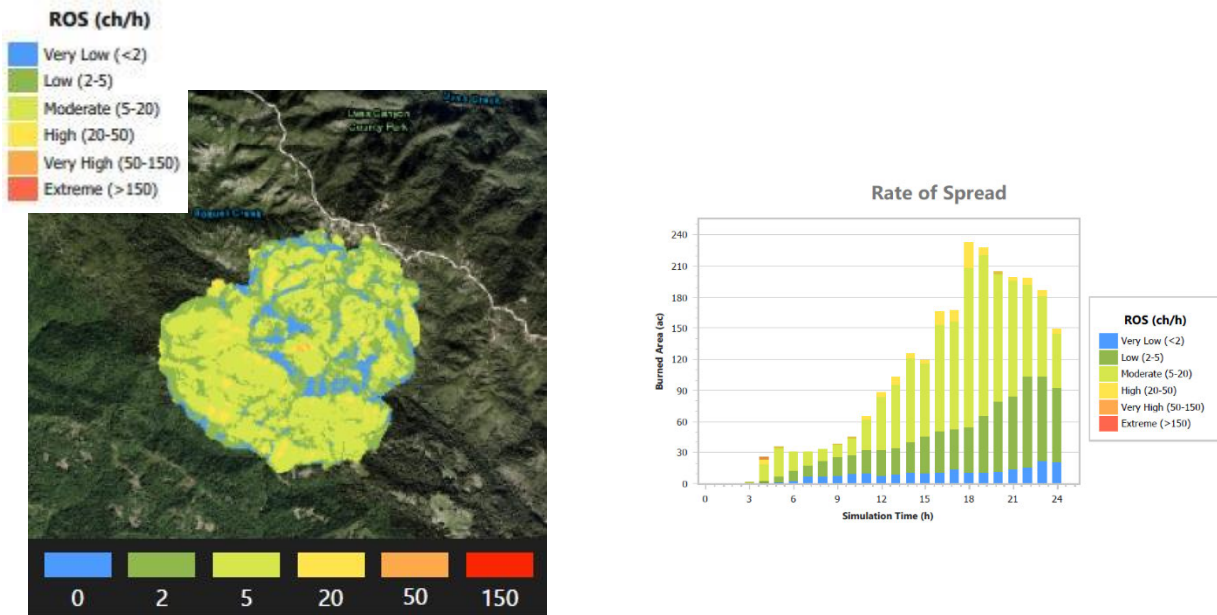 ROS (ch/h)
Very Low (<2)
Low (2-5)
Moderate (5-20)
High (20-50)
Very High (50-150)
Extreme (>150)
County Park
0 2 5 20 50 150
Rate of Spread
Burned Area (ac)
240
210
180
150
120
90
60
30
0
0 3 6 9 12 15 18 21 24
Simulation Time (h)
ROS (ch/h)
Very Low (<2)
Low (2-5)
Moderate (5-20)
High (20-50)
Very High (50-150)
Extreme (>150)